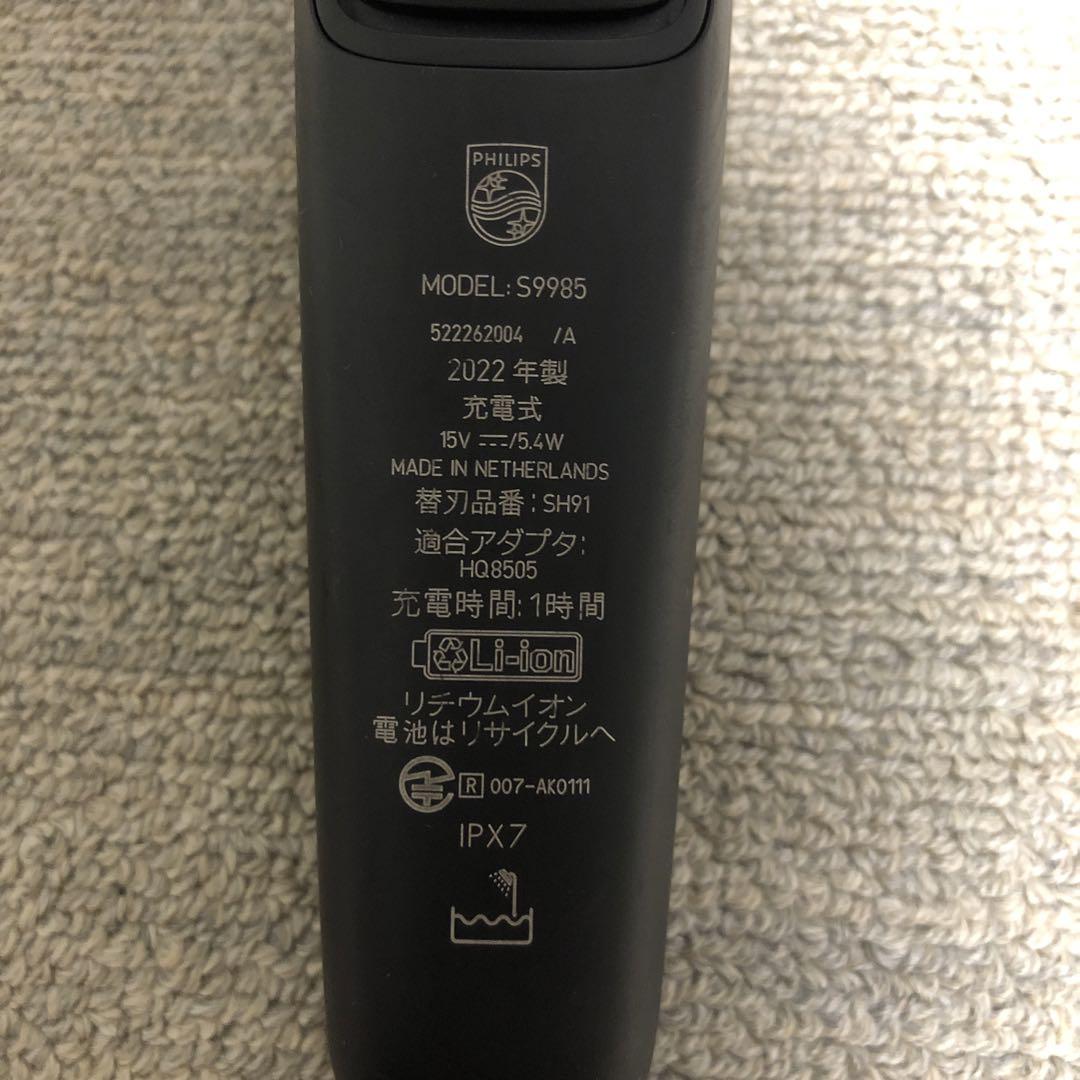 PHILIPS
MODEL: S9985
522262004 /A
2022 年製
充電式
15V ⎓/5.4W
MADE IN NETHERLANDS
替刃品番: SH91
適合アダプタ:
HQ8505
充電時間: 1時間
Li-ion
リチウムイオン
電池はリサイクルへ
R 007-AK0111
IPX7